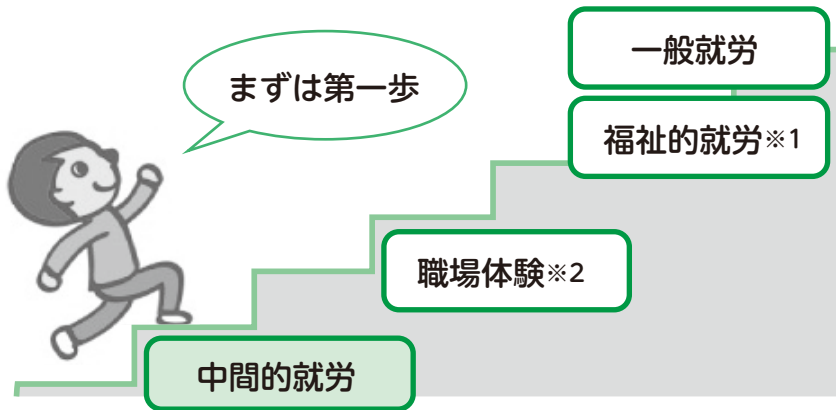 一般就労
まずは第一歩
福祉的就労※1
職場体験※2
中間的就労